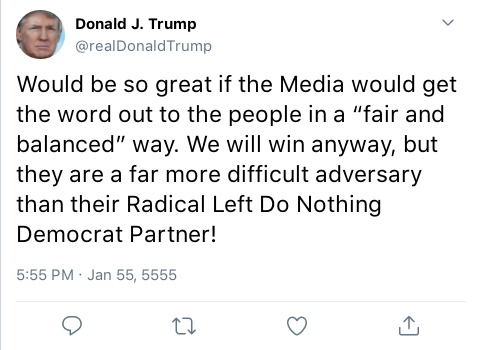 Donald J. Trump
@realDonaldTrump
Would be so great if the Media would get
the word out to the people in a “fair and
balanced” way. We will win anyway, but
they are a far more difficult adversary
than their Radical Left Do Nothing
Democrat Partner!
5:55 PM · Jan 55, 5555